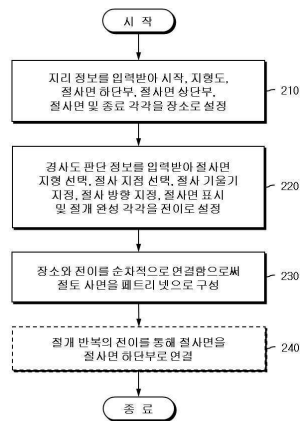 시 작
지리 정보를 입력받아 시작, 지형도,
절사면 하단부, 절사면 상단부,
절사면 및 종료 각각을 장소로 설정
210
경사도 판단 정보를 입력받아 절사면
지형 선택, 절사 지점 선택, 절사 기울기
지정, 절사 방향 지정, 절사면 표시
및 절개 완성 각각을 전이로 설정
220
장소와 전이를 순차적으로 연결함으로써
절토 사면을 페트리 넷으로 구성
230
절개 반복의 전이를 통해 절사면을
절사면 하단부로 연결
240
종 료